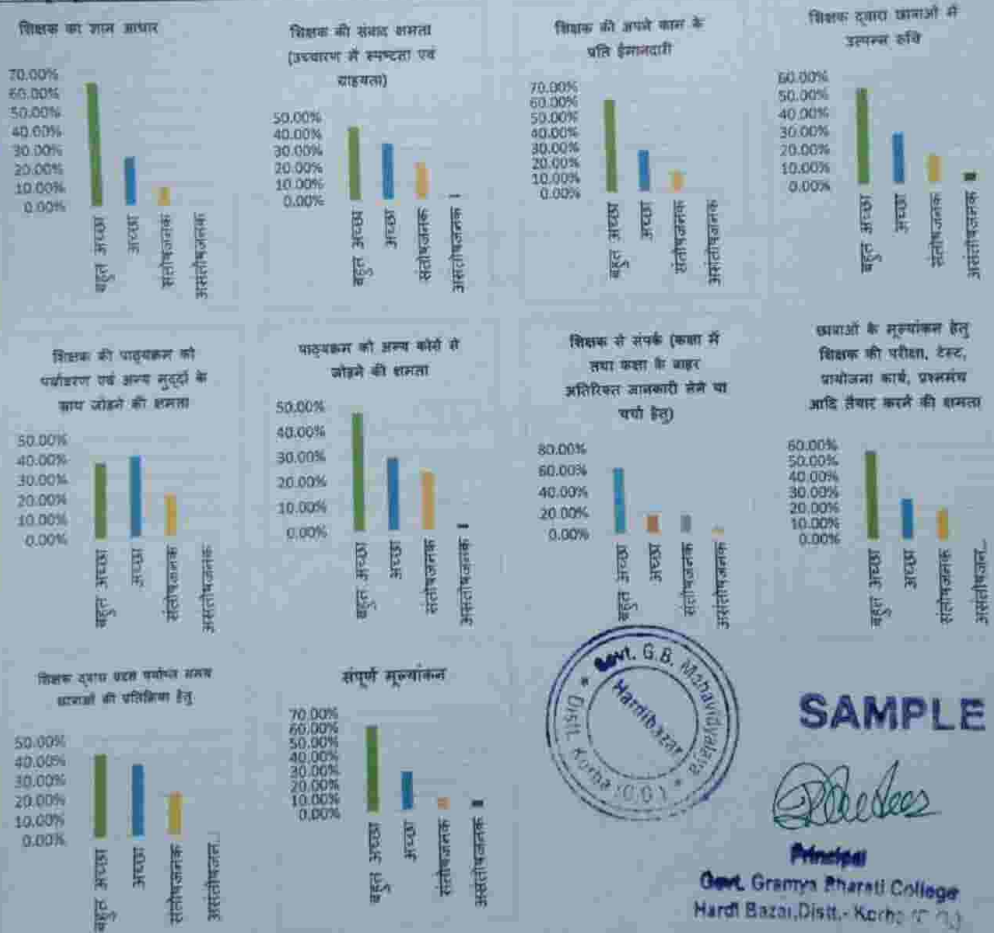 शिक्षक का ज्ञान आधार
70.00%
60.00%
50.00%
40.00%
30.00%
20.00%
10.00%
0.00%
बहुत अच्छा
अच्छा
संतोषजनक
असंतोषजनक
शिक्षक की संवाद क्षमता
(उच्चारण में स्पष्टता एवं
ग्राहयता)
50.00%
40.00%
30.00%
20.00%
10.00%
0.00%
बहुत अच्छा
अच्छा
संतोषजनक
असंतोषजनक
शिक्षक की अपने काम के
प्रति ईमानदारी
70.00%
60.00%
50.00%
40.00%
30.00%
20.00%
10.00%
0.00%
बहुत अच्छा
अच्छा
संतोषजनक
असंतोषजनक
शिक्षक द्वारा छात्राओं में
उत्पन्न रुचि
60.00%
50.00%
40.00%
30.00%
20.00%
10.00%
0.00%
बहुत अच्छा
अच्छा
संतोषजनक
असंतोषजनक
शिक्षक की पाठ्यक्रम को
पर्यावरण एवं अन्य मुद्दों के
साथ जोड़ने की क्षमता
50.00%
40.00%
30.00%
20.00%
10.00%
0.00%
बहुत अच्छा
अच्छा
संतोषजनक
असंतोषजनक
पाठ्यक्रम को अन्य कोर्स से
जोड़ने की क्षमता
50.00%
40.00%
30.00%
20.00%
10.00%
0.00%
बहुत अच्छा
अच्छा
संतोषजनक
असंतोषजनक
शिक्षक से संपर्क (कक्षा में
तथा कक्षा के बाहर
अतिरिक्त जानकारी लेने या
चर्चा हेतु)
80.00%
60.00%
40.00%
20.00%
0.00%
बहुत अच्छा
अच्छा
संतोषजनक
असंतोषजनक
छात्राओं के मूल्यांकन हेतु
शिक्षक की परीक्षा, टेस्ट,
प्रायोजना कार्य, प्रश्नमंच
आदि तैयार करने की क्षमता
60.00%
50.00%
40.00%
30.00%
20.00%
10.00%
0.00%
बहुत अच्छा
अच्छा
संतोषजनक
असंतोषजन...
शिक्षक द्वारा प्रदत्त पर्याप्त समय
छात्राओं की प्रतिक्रिया हेतु
50.00%
40.00%
30.00%
20.00%
10.00%
0.00%
बहुत अच्छा
अच्छा
संतोषजनक
असंतोषजन...
संपूर्ण मूल्यांकन
70.00%
60.00%
50.00%
40.00%
30.00%
20.00%
10.00%
0.00%
बहुत अच्छा
अच्छा
संतोषजनक
असंतोषजनक
Govt. G.B. Mahavidyalaya
Hardibazar
Distt. Korba
SAMPLE
Principal
Govt. Gramya Bharati College
Hardi Bazar, Distt.- Korba